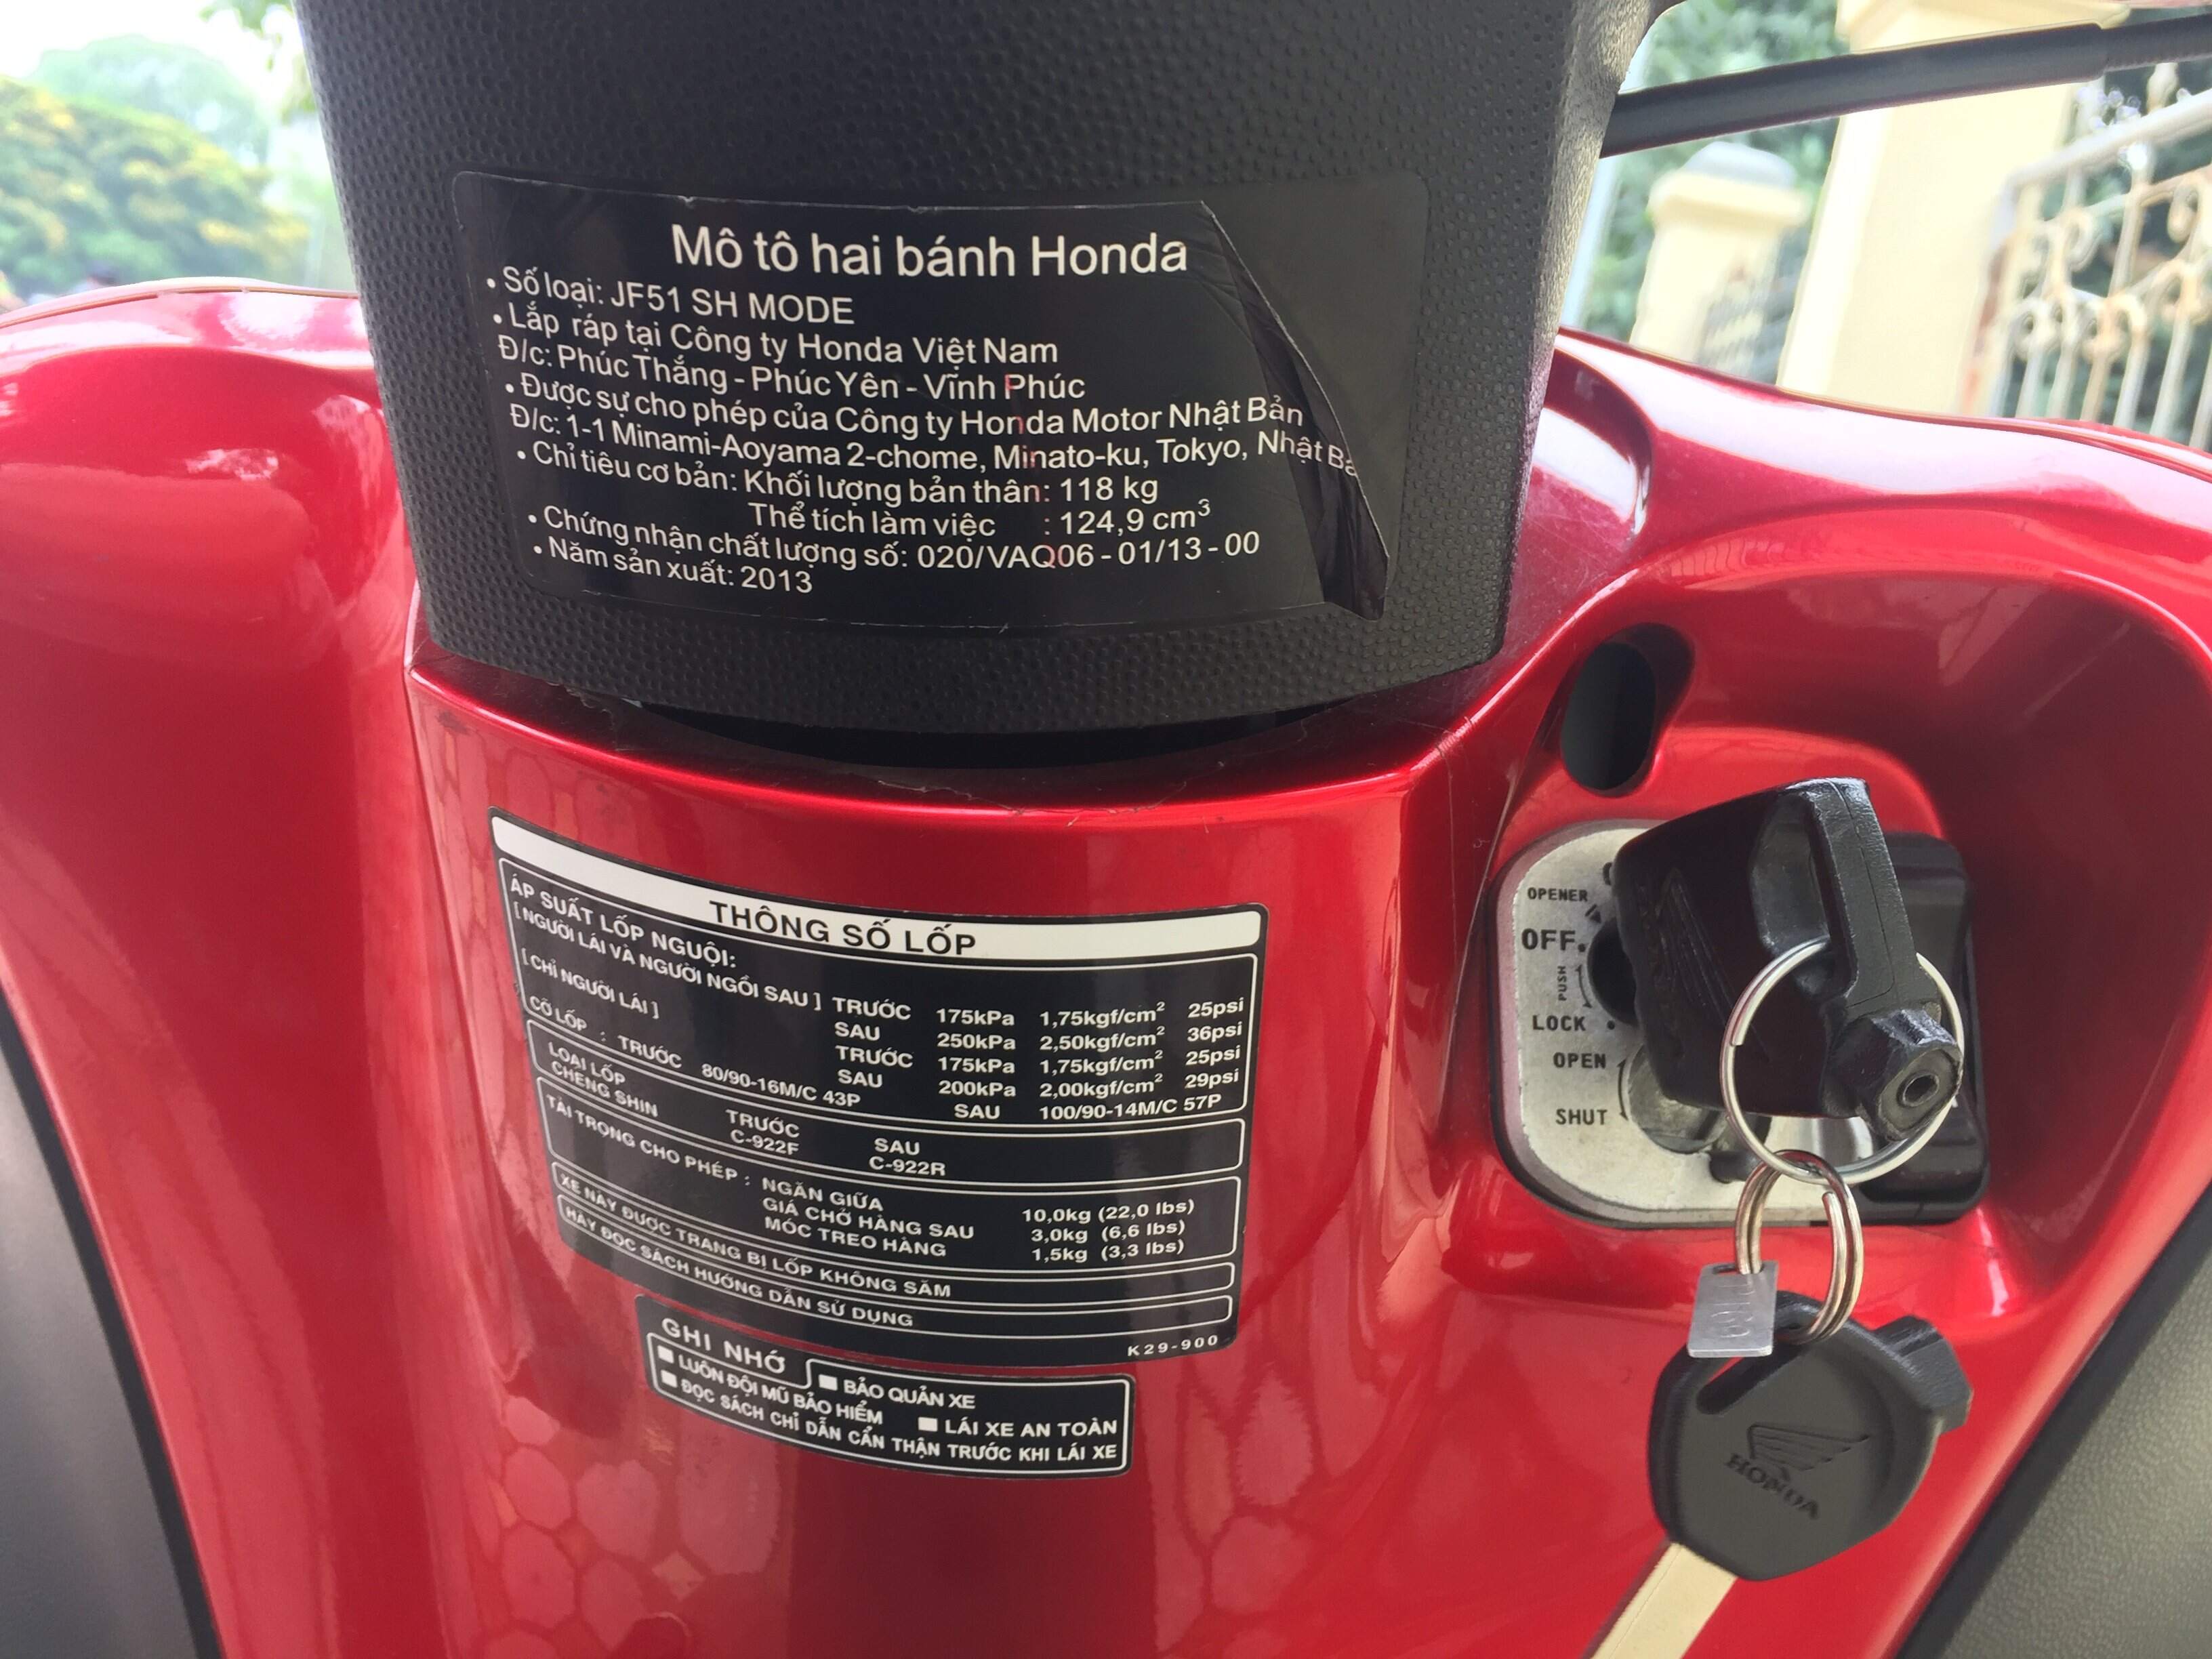 Mô tô hai bánh Honda
• Số loại: JF51 SH MODE
• Lắp ráp tại Công ty Honda Việt Nam
Đ/c: Phúc Thắng - Phúc Yên - Vĩnh Phúc
• Được sự cho phép của Công ty Honda Motor Nhật Bản
Đ/c: 1-1 Minami-Aoyama 2-chome, Minato-ku, Tokyo, Nhật
• Chỉ tiêu cơ bản: Khối lượng bản thân: 118 kg
Thể tích làm việc : 124,9 cm³
• Chứng nhận chất lượng số: 020/VAQ06 - 01/13 - 00
• Năm sản xuất: 2013
THÔNG SỐ LỐP
ÁP SUẤT LỐP NGUỘI:
[ NGƯỜI LÁI VÀ NGƯỜI NGỒI SAU ] TRƯỚC 175kPa 1,75kgf/cm² 25psi
SAU 250kPa 2,50kgf/cm² 36psi
[ CHỈ NGƯỜI LÁI ] TRƯỚC 175kPa 1,75kgf/cm² 25psi
SAU 200kPa 2,00kgf/cm² 29psi
CỠ LỐP : TRƯỚC 80/90-16M/C 43P SAU 100/90-14M/C 57P
LOẠI LỐP TRƯỚC SAU
CHENG SHIN C-922F C-922R
TẢI TRỌNG CHO PHÉP : NGĂN GIỮA 10,0kg (22,0 lbs)
GIÁ CHỞ HÀNG SAU 3,0kg (6,6 lbs)
MÓC TREO HÀNG 1,5kg (3,3 lbs)
XE NÀY ĐƯỢC TRANG BỊ LỐP KHÔNG SĂM
HÃY ĐỌC SÁCH HƯỚNG DẪN SỬ DỤNG
K29-900
GHI NHỚ
■ BẢO QUẢN XE
■ LUÔN ĐỘI MŨ BẢO HIỂM ■ LÁI XE AN TOÀN
■ ĐỌC SÁCH CHỈ DẪN CẨN THẬN TRƯỚC KHI LÁI XE
OPENER
OFF
PUSH
LOCK
OPEN
SHUT
HONDA